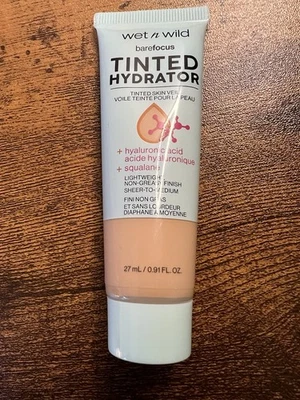 wet n wild
barefocus
TINTED
HYDRATOR
TINTED SKIN VEIL
VOILE TEINTÉ POUR LA PEAU
+ hyaluronic acid
acide hyaluronique
+ squalane
LIGHTWEIGHT
NON-GREASY FINISH
SHEER-TO-MEDIUM
FINI NON GRAS
ET SANS LOURDEUR
DIAPHANE À MOYENNE
27 mL / 0.91 FL. OZ.